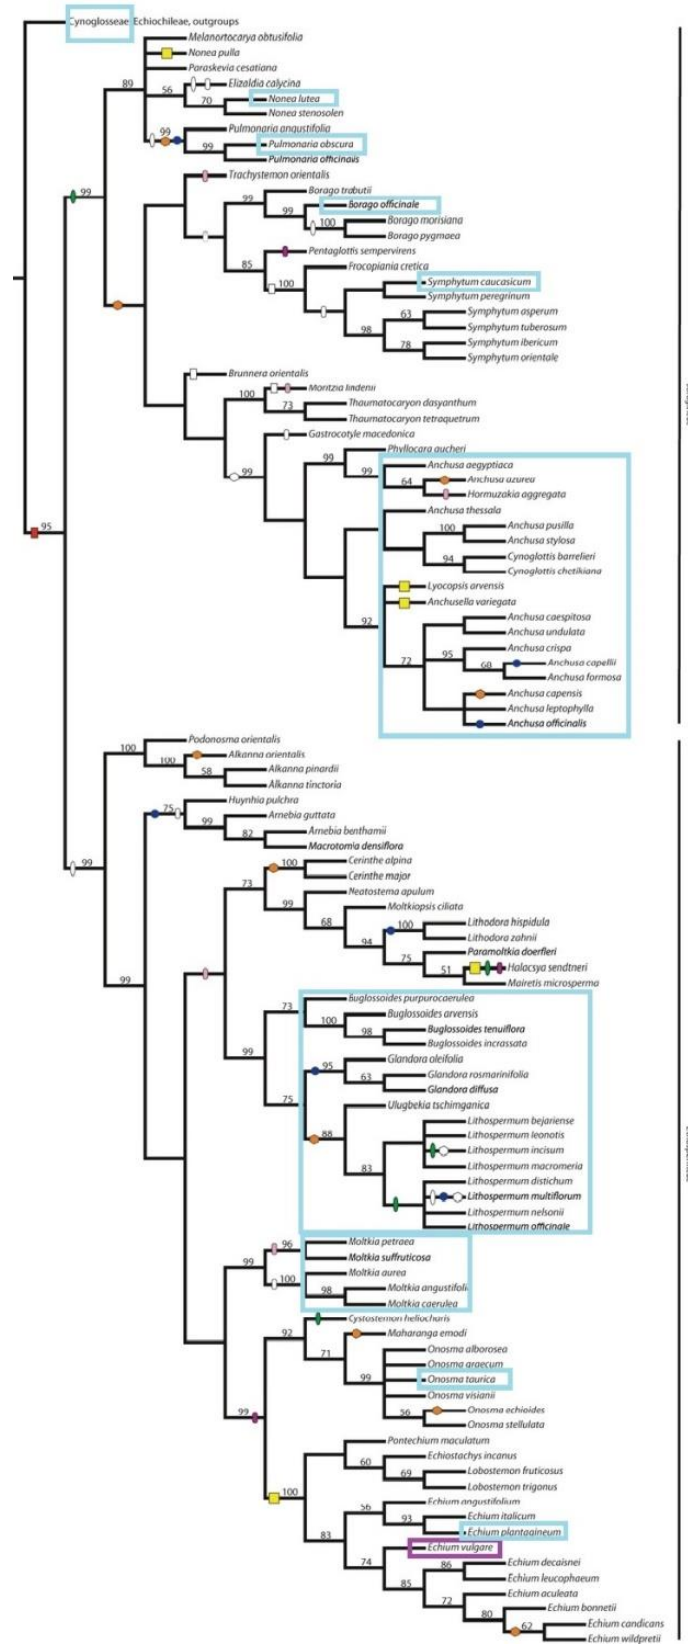 Cynoglosseae, Echiochileae, outgroups
Melanortocarya obtusifolia
Nonea pulla
Paraskevia cesatiana
89
56
Elizaldia calycina
70
Nonea lutea
Nonea stenosolen
99
Pulmonaria angustifolia
99
Pulmonaria obscura
Pulmonaria officinalis
Trachystemon orientalis
99
99
Borago trabutii
99
Borago officinale
100
Borago morisiana
Borago pygmaea
85
Pentaglottis sempervirens
100
Procopiania cretica
Symphytum caucasicum
Symphytum peregrinum
98
63
Symphytum asperum
Symphytum tuberosum
78
Symphytum ibericum
Symphytum orientale
Brunnera orientalis
100
Moritzia lindenii
73
Thaumatocaryon dasyanthum
Thaumatocaryon tetraquetrum
Gastrocotyle macedonica
99
99
Phyllocara aucheri
99
Anchusa aegyptiaca
64
Anchusa azurea
Hormuzakia aggregata
Anchusa thessala
100
Anchusa pusilla
Anchusa stylosa
95
94
Cynoglottis barrelieri
Cynoglottis chetikiana
Lyocopsis arvensis
Anchusella variegata
92
Anchusa caespitosa
Anchusa undulata
72
95
Anchusa crispa
68
Anchusa capellii
Anchusa formosa
Anchusa capensis
Anchusa leptophylla
Anchusa officinalis
100
Podonosma orientalis
100
Alkanna orientalis
58
Alkanna pinardii
Alkanna tinctoria
75
Huynhia pulchra
99
Arnebia guttata
82
Arnebia benthamii
Macrotomia densiflora
99
73
100
Cerinthe alpina
Cerinthe major
99
Neatostema apulum
68
Moltkiopsis ciliata
94
100
Lithodora hispidula
Lithodora zahnii
75
Paramoltkia doerfleri
51
Halacsya sendtneri
Mairetis microsperma
99
73
Buglossoides purpurocaerulea
100
Buglossoides arvensis
98
Buglossoides tenuiflora
Buglossoides incrassata
99
75
95
Glandora oleifolia
63
Glandora rosmarinifolia
Glandora diffusa
88
Ulugbekia tschimganica
83
Lithospermum bejariense
Lithospermum leonotis
Lithospermum incisum
Lithospermum macromeria
Lithospermum distichum
Lithospermum multiflorum
Lithospermum nelsonii
Lithospermum officinale
99
96
Moltkia petraea
Moltkia suffruticosa
100
Moltkia aurea
98
Moltkia angustifoli
Moltkia caerulea
92
Cystostemon heliocharis
71
Maharanga emodi
99
Onosma alborosea
Onosma graecum
Onosma taurica
Onosma visianii
56
Onosma echioides
Onosma stellulata
99
100
Pontechium maculatum
60
Echiostachys incanus
69
Lobostemon fruticosus
Lobostemon trigonus
83
56
Echium angustifolium
93
Echium italicum
Echium plantagineum
74
Echium vulgare
85
86
Echium decaisnei
Echium leucophaeum
72
Echium aculeata
80
Echium bonnetii
62
Echium candicans
Echium wildpretii